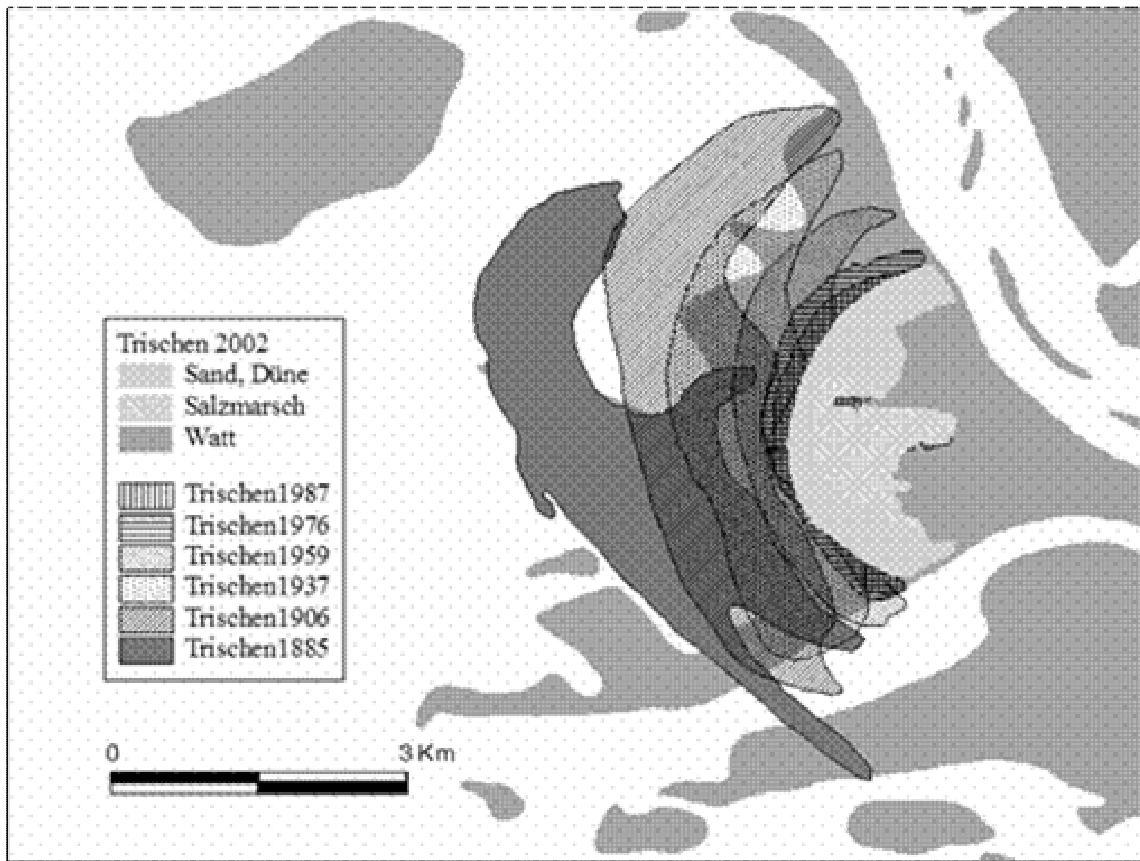 Trischen 2002
Sand, Düne
Salzmarsch
Watt
Trischen1987
Trischen1976
Trischen1959
Trischen1937
Trischen1906
Trischen1885
0 3 Km